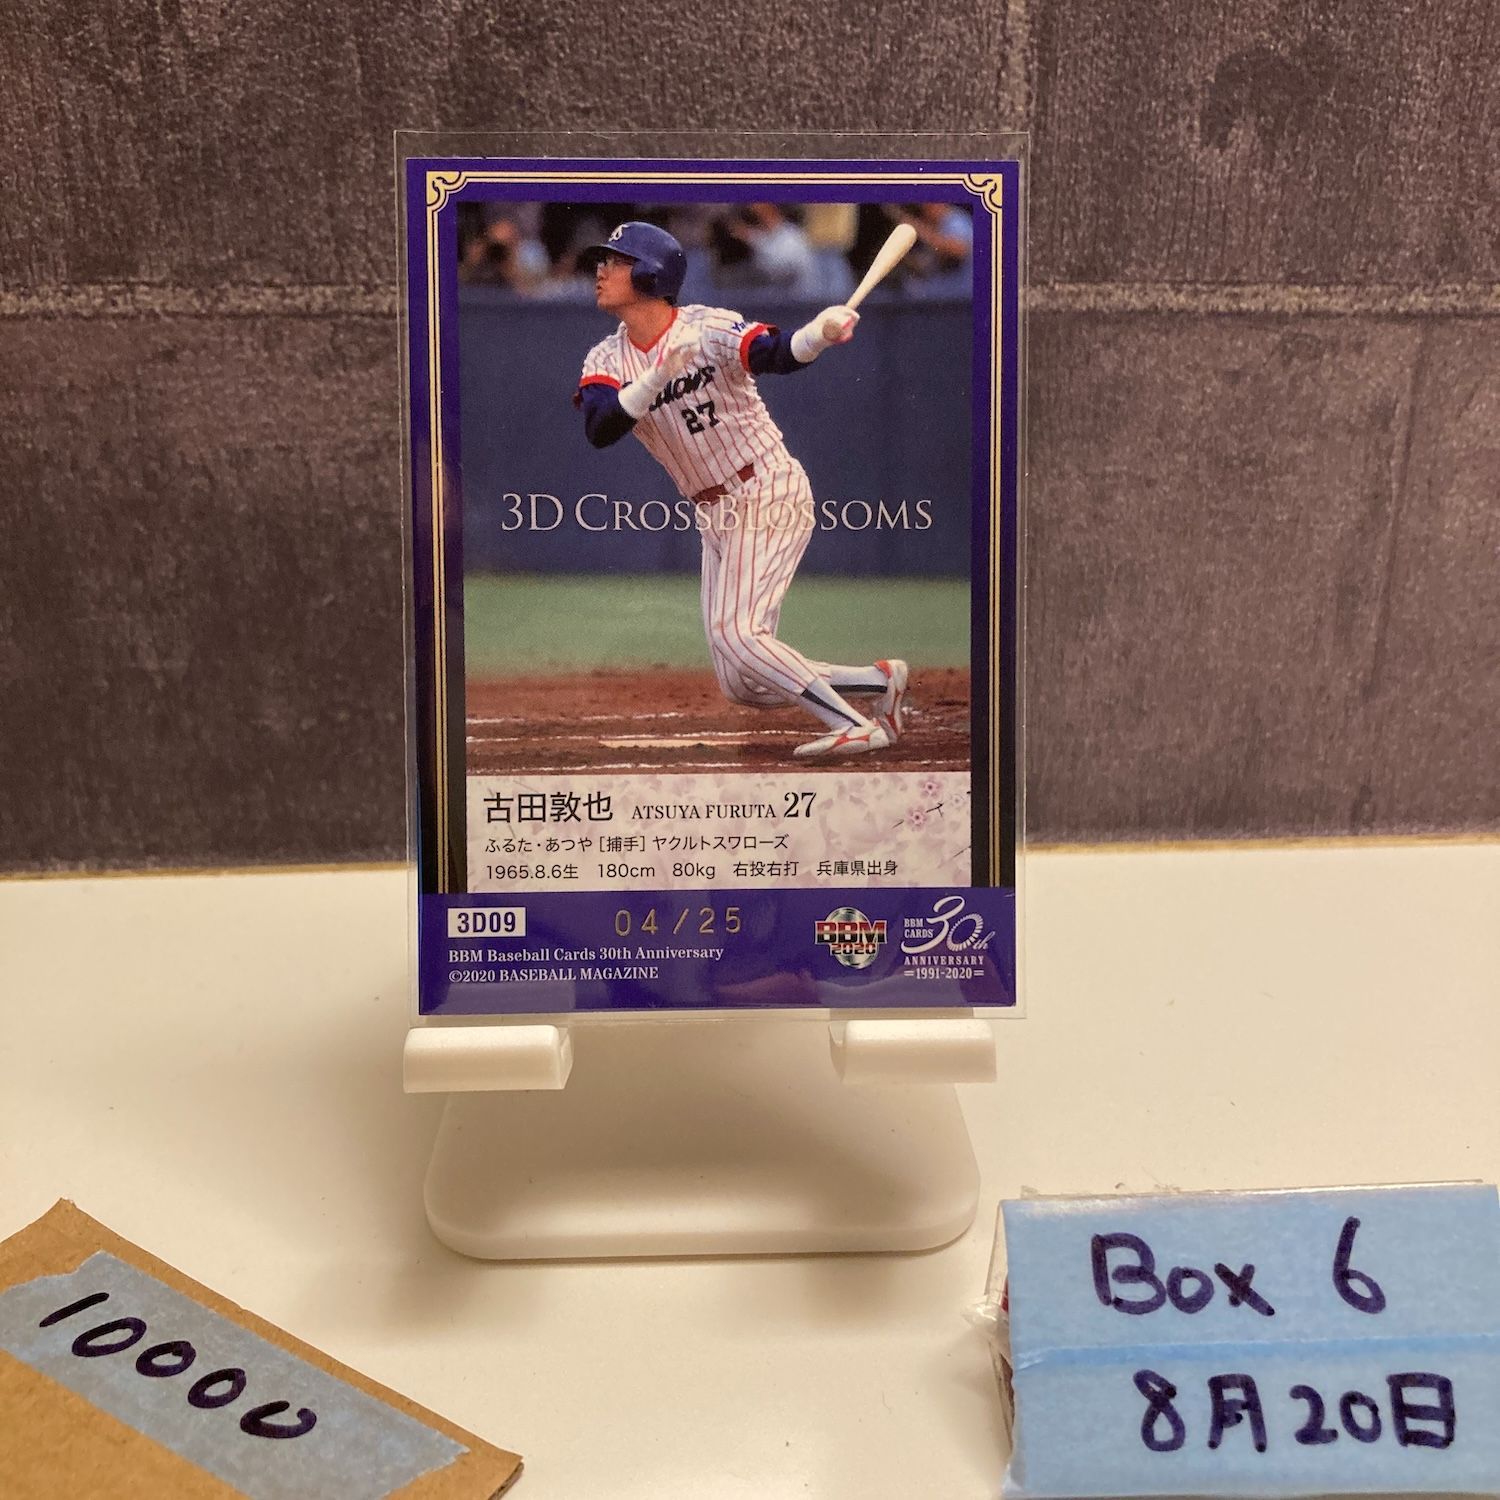 27
3D CROSSBLOSSOMS
古田敦也 ATSUYA FURUTA 27
ふるた・あつや [捕手] ヤクルトスワローズ
1965.8.6生 180cm 80kg 右投右打 兵庫県出身
3D09 04/25
BBM Baseball Cards 30th Anniversary
©2020 BASEBALL MAGAZINE
BBM
2020
BBM
CARDS 30th
ANNIVERSARY
1991-2020
10000
Box 6
8月20日